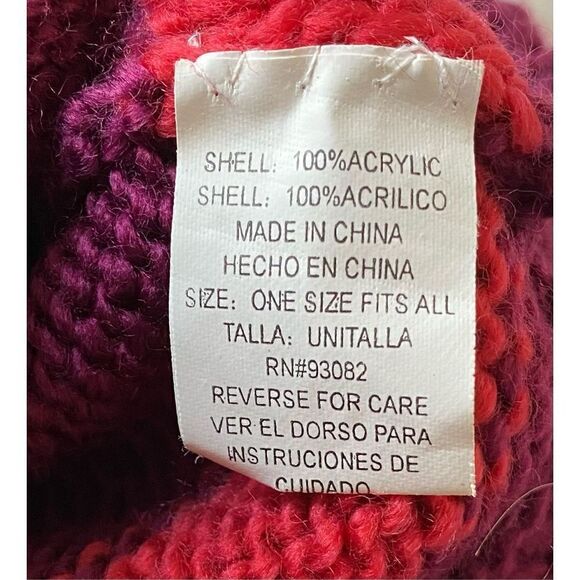 SHELL: 100%ACRYLIC
SHELL: 100%ACRILICO
MADE IN CHINA
HECHO EN CHINA
SIZE: ONE SIZE FITS ALL
TALLA: UNITALLA
RN#93082
REVERSE FOR CARE
VER EL DORSO PARA
INSTRUCIONES DE
CUIDADO